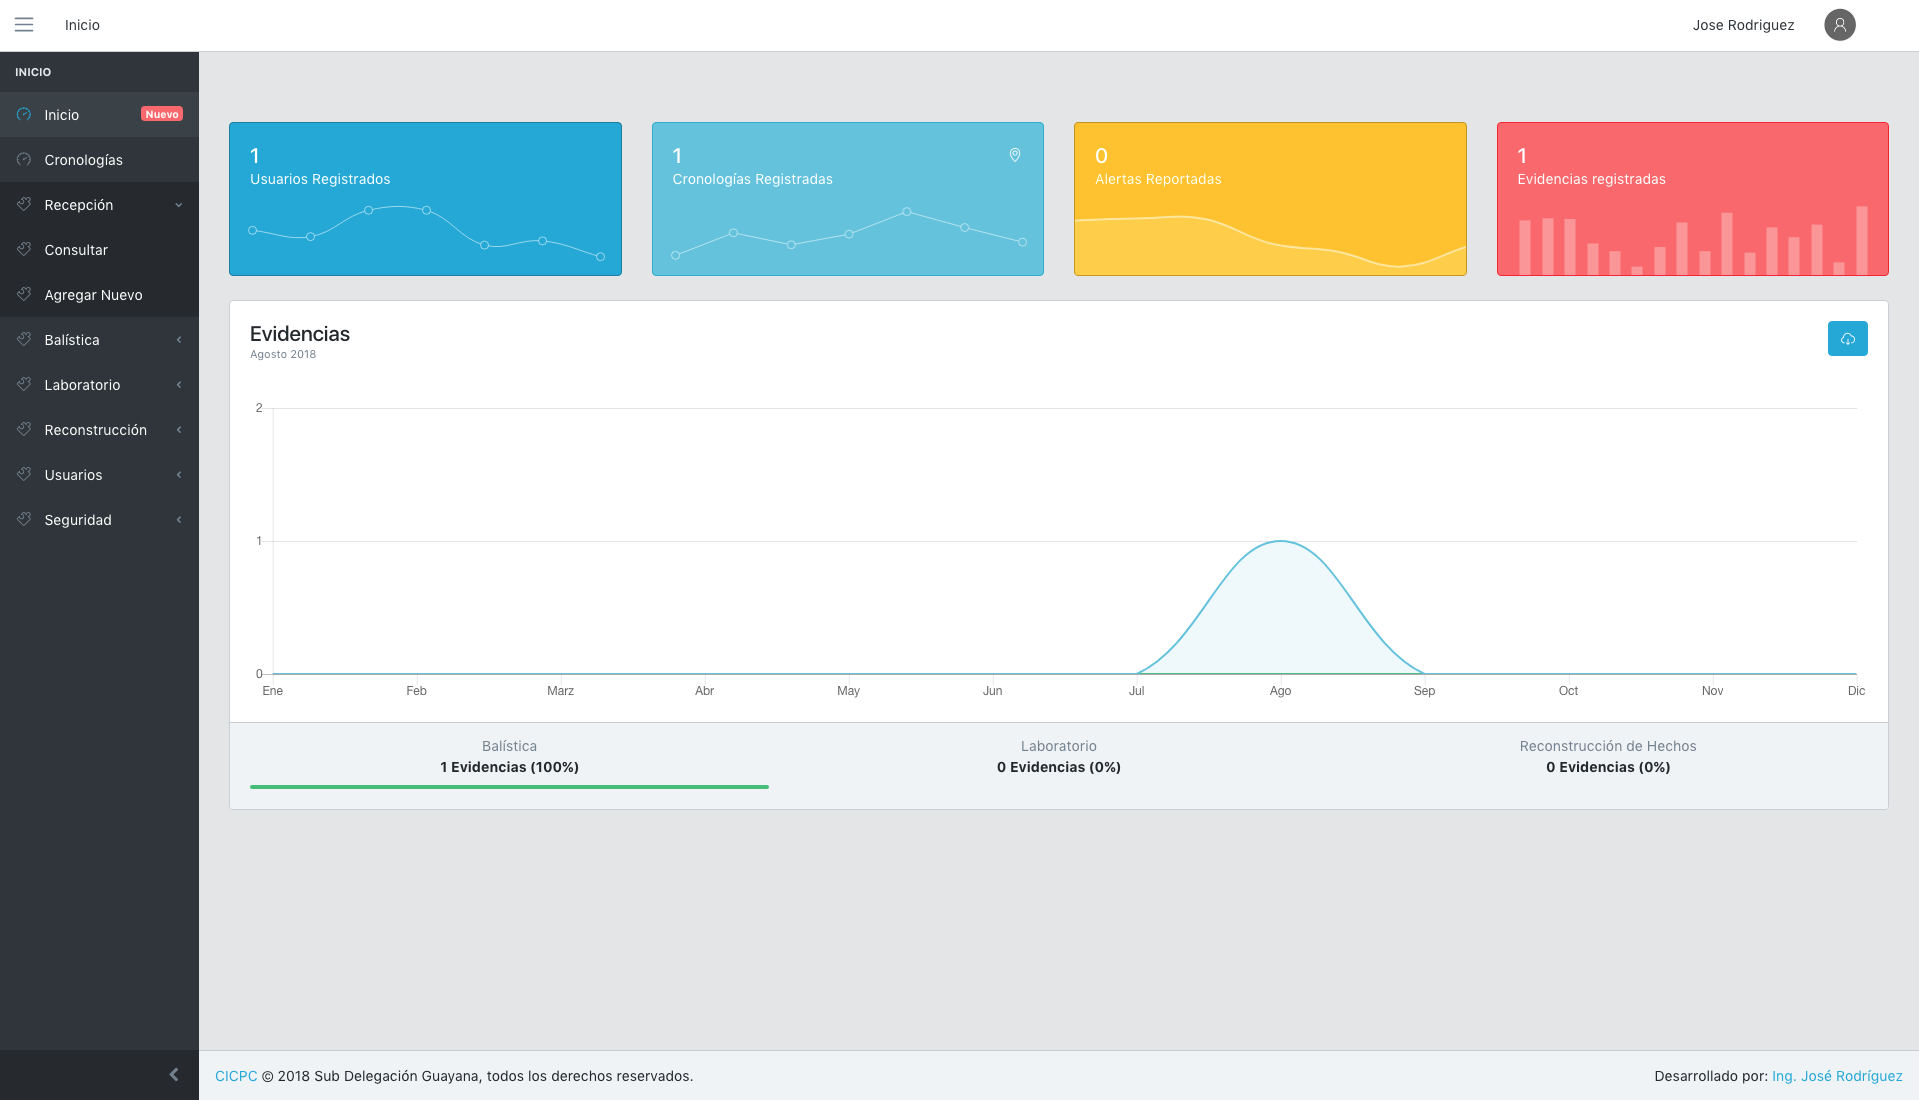 Inicio
Jose Rodriguez
INICIO
Inicio
Nuevo
Cronologías
Recepción
Consultar
Agregar Nuevo
Balística
Laboratorio
Reconstrucción
Usuarios
Seguridad
1
Usuarios Registrados
1
Cronologías Registradas
0
Alertas Reportadas
1
Evidencias registradas
Evidencias
Agosto 2018
2
1
0
Ene Feb Marz Abr May Jun Jul Ago Sep Oct Nov Dic
Balística
1 Evidencias (100%)
Laboratorio
0 Evidencias (0%)
Reconstrucción de Hechos
0 Evidencias (0%)
CICPC © 2018 Sub Delegación Guayana, todos los derechos reservados.
Desarrollado por: Ing. José Rodríguez